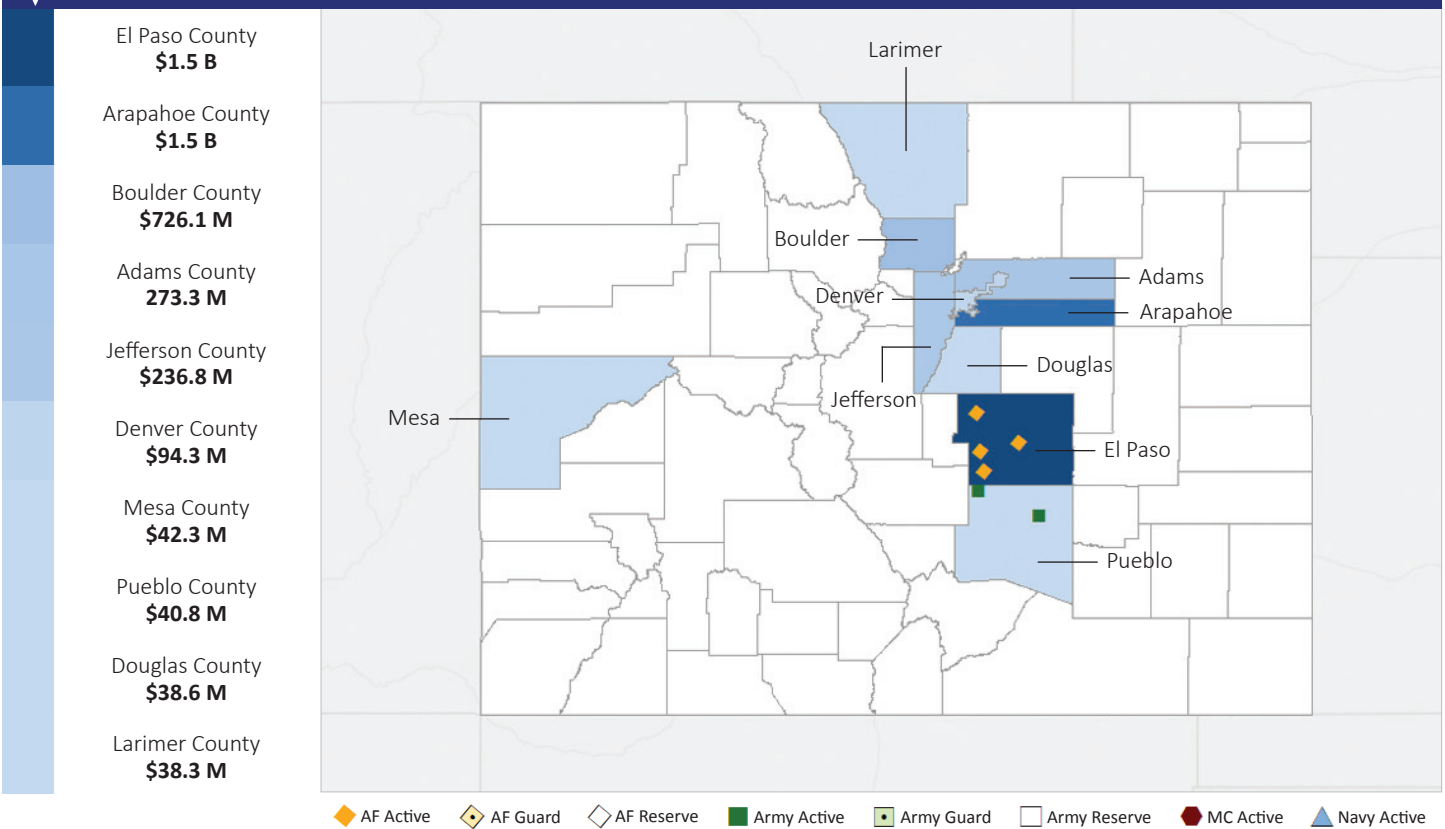 El Paso County
$1.5 B
Arapahoe County
$1.5 B
Boulder County
$726.1 M
Adams County
273.3 M
Jefferson County
$236.8 M
Denver County
$94.3 M
Mesa County
$42.3 M
Pueblo County
$40.8 M
Douglas County
$38.6 M
Larimer County
$38.3 M
Larimer
Boulder
Adams
Denver
Arapahoe
Douglas
Jefferson
Mesa
El Paso
Pueblo
AF Active
AF Guard
AF Reserve
Army Active
Army Guard
Army Reserve
MC Active
Navy Active